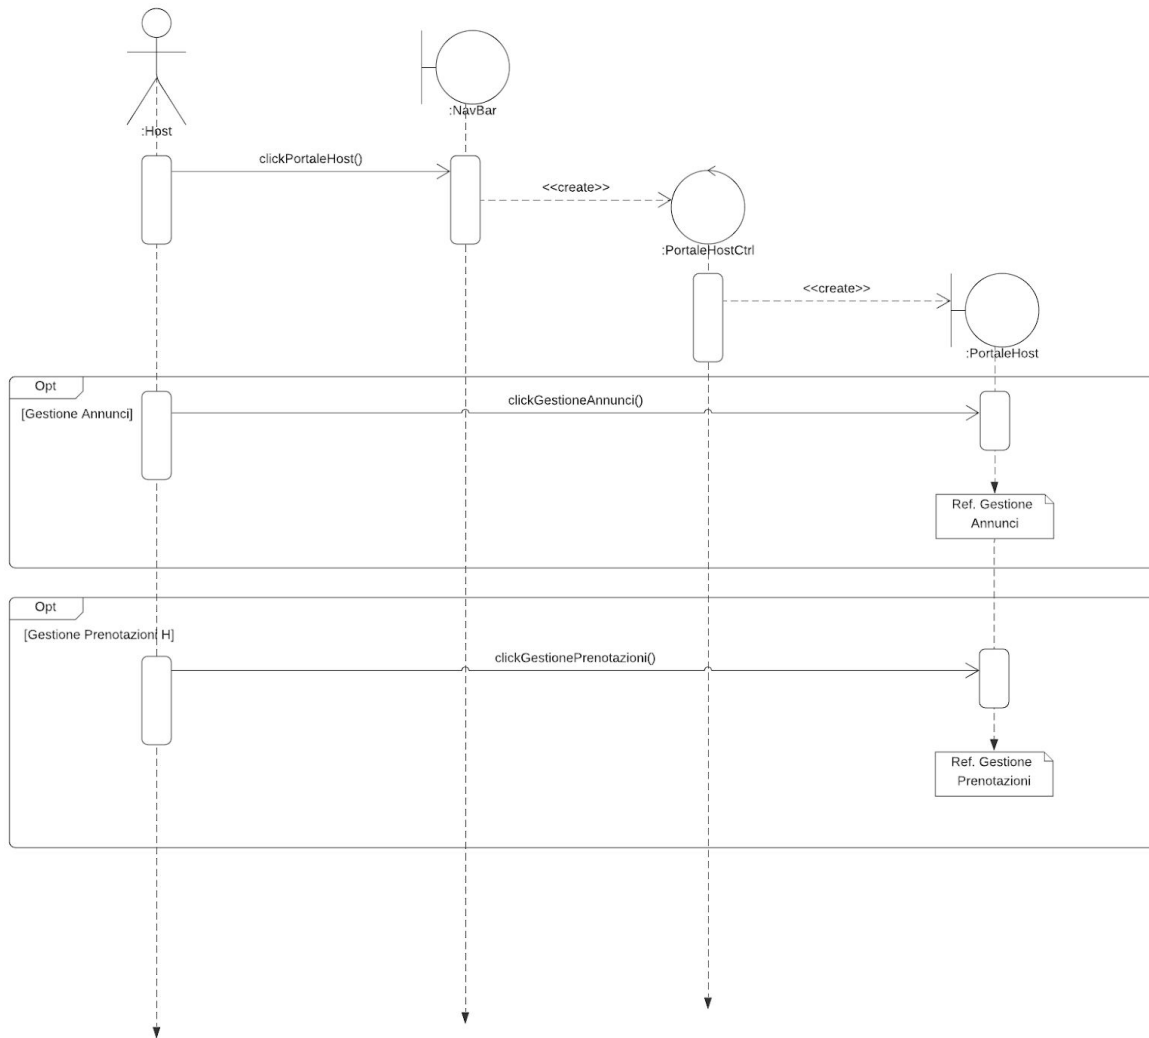 :Host
:NavBar
clickPortaleHost()
<<create>>
:PortaleHostCtrl
<<create>>
:PortaleHost
Opt
[Gestione Annunci]
clickGestioneAnnunci()
Ref. Gestione
Annunci
Opt
[Gestione Prenotazioni H]
clickGestionePrenotazioni()
Ref. Gestione
Prenotazioni